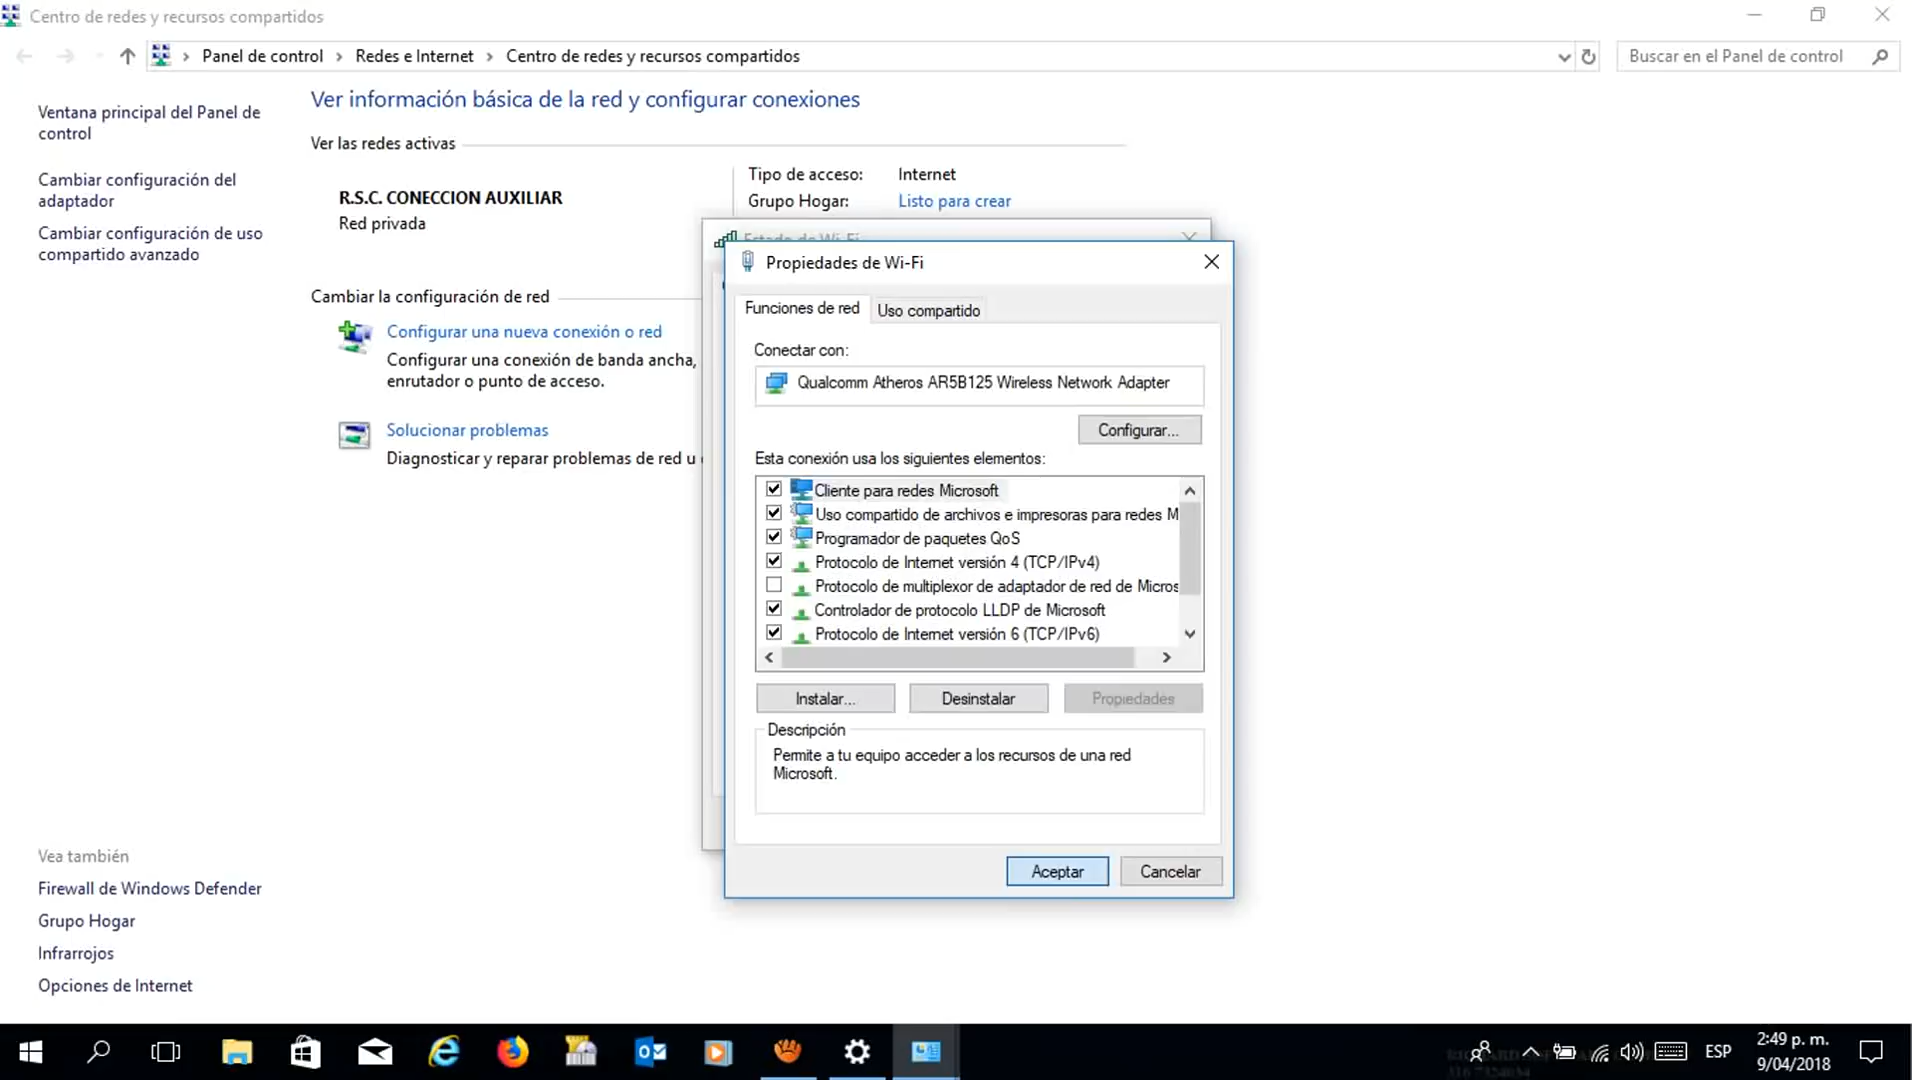 Centro de redes y recursos compartidos
Panel de control
Redes e Internet
Centro de redes y recursos compartidos
Buscar en el Panel de control
Ventana principal del Panel de
control
Cambiar configuración del
adaptador
Cambiar configuración de uso
compartido avanzado
Ver información básica de la red y configurar conexiones
Ver las redes activas
R.S.C. CONECCION AUXILIAR
Red privada
Tipo de acceso: Internet
Grupo Hogar: Listo para crear
Cambiar la configuración de red
Configurar una nueva conexión o red
Configurar una conexión de banda ancha,
enrutador o punto de acceso.
Solucionar problemas
Diagnosticar y reparar problemas de red u
Estado de Wi-Fi
Propiedades de Wi-Fi
Funciones de red
Uso compartido
Conectar con:
Qualcomm Atheros AR5B125 Wireless Network Adapter
Configurar...
Esta conexión usa los siguientes elementos:
Cliente para redes Microsoft
Uso compartido de archivos e impresoras para redes M
Programador de paquetes QoS
Protocolo de Internet versión 4 (TCP/IPv4)
Protocolo de multiplexor de adaptador de red de Micros
Controlador de protocolo LLDP de Microsoft
Protocolo de Internet versión 6 (TCP/IPv6)
Instalar...
Desinstalar
Propiedades
Descripción
Permite a tu equipo acceder a los recursos de una red
Microsoft.
Aceptar
Cancelar
Vea también
Firewall de Windows Defender
Grupo Hogar
Infrarrojos
Opciones de Internet
ESP
2:49 p. m.
9/04/2018